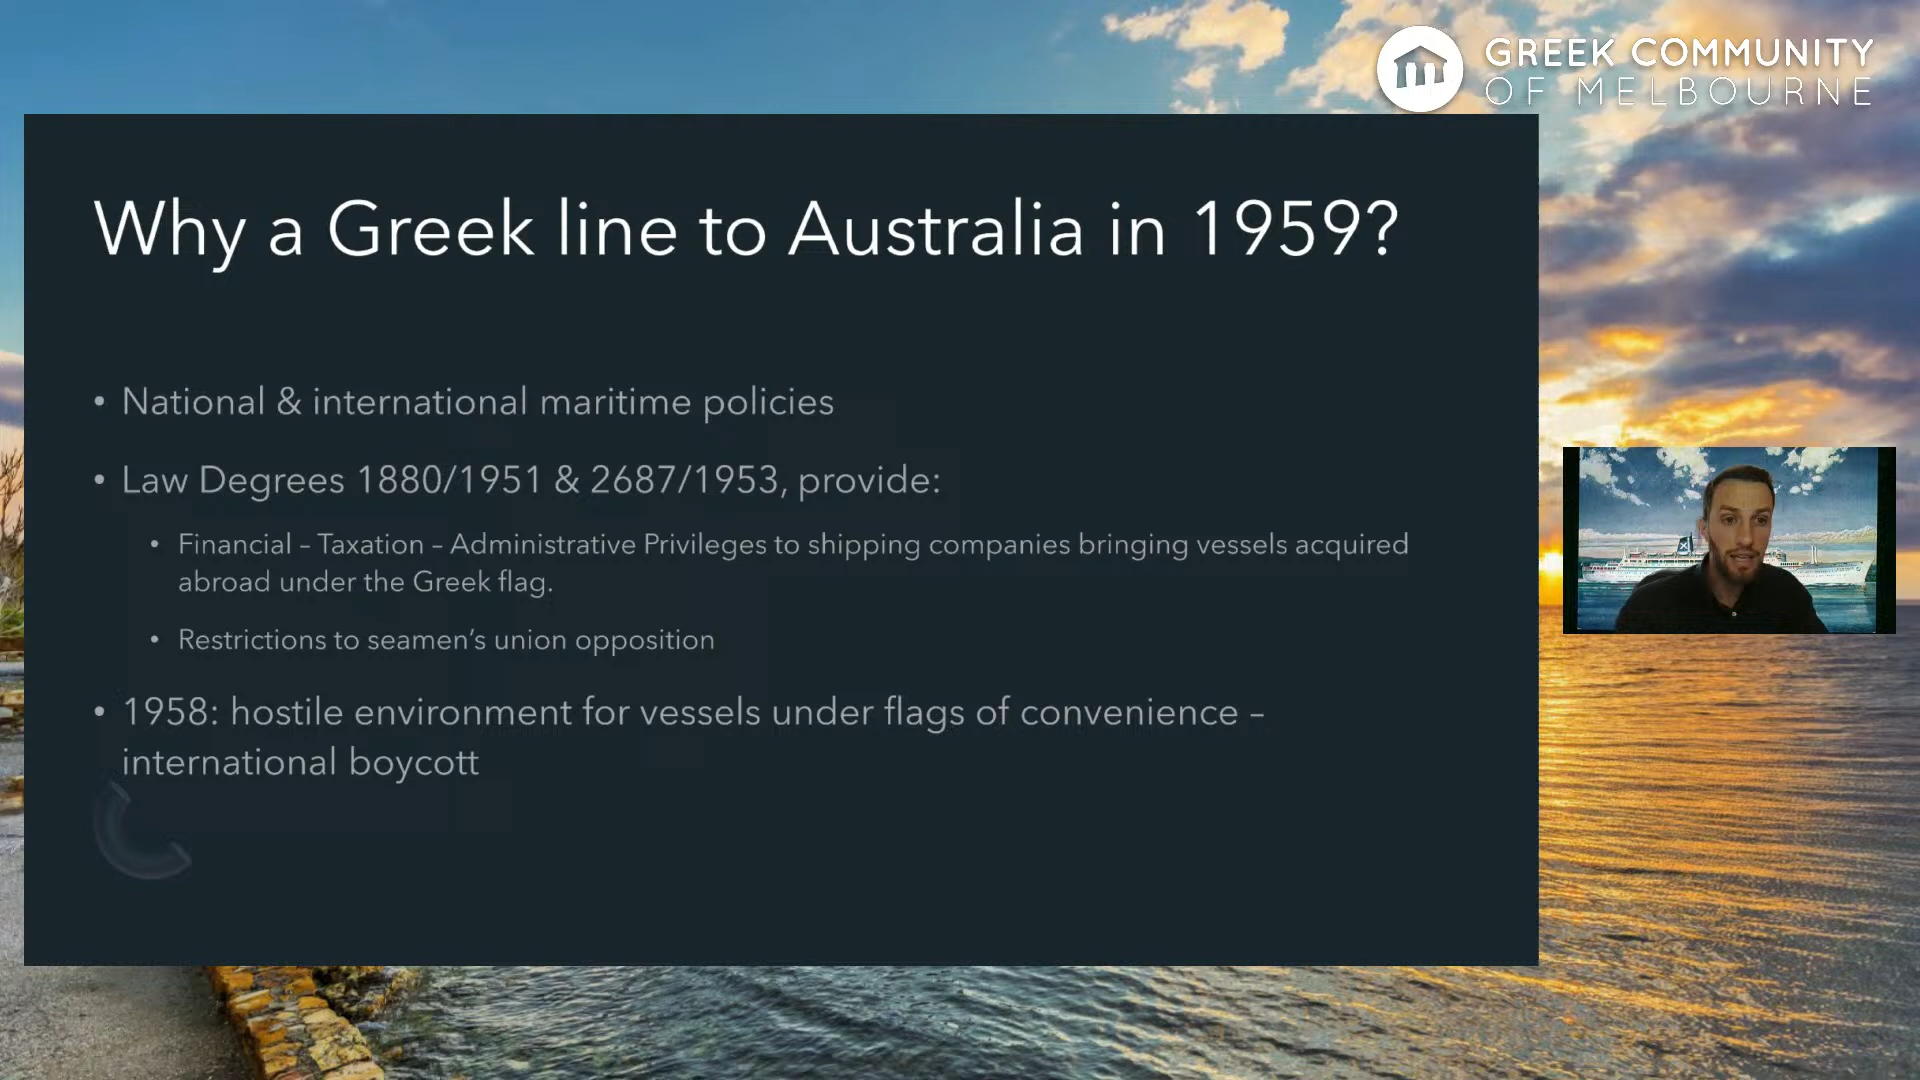 GREEK COMMUNITY
OF MELBOURNE
Why a Greek line to Australia in 1959?
• National & international maritime policies
• Law Degrees 1880/1951 & 2687/1953, provide:
• Financial – Taxation – Administrative Privileges to shipping companies bringing vessels acquired
abroad under the Greek flag.
• Restrictions to seamen’s union opposition
• 1958: hostile environment for vessels under flags of convenience –
international boycott